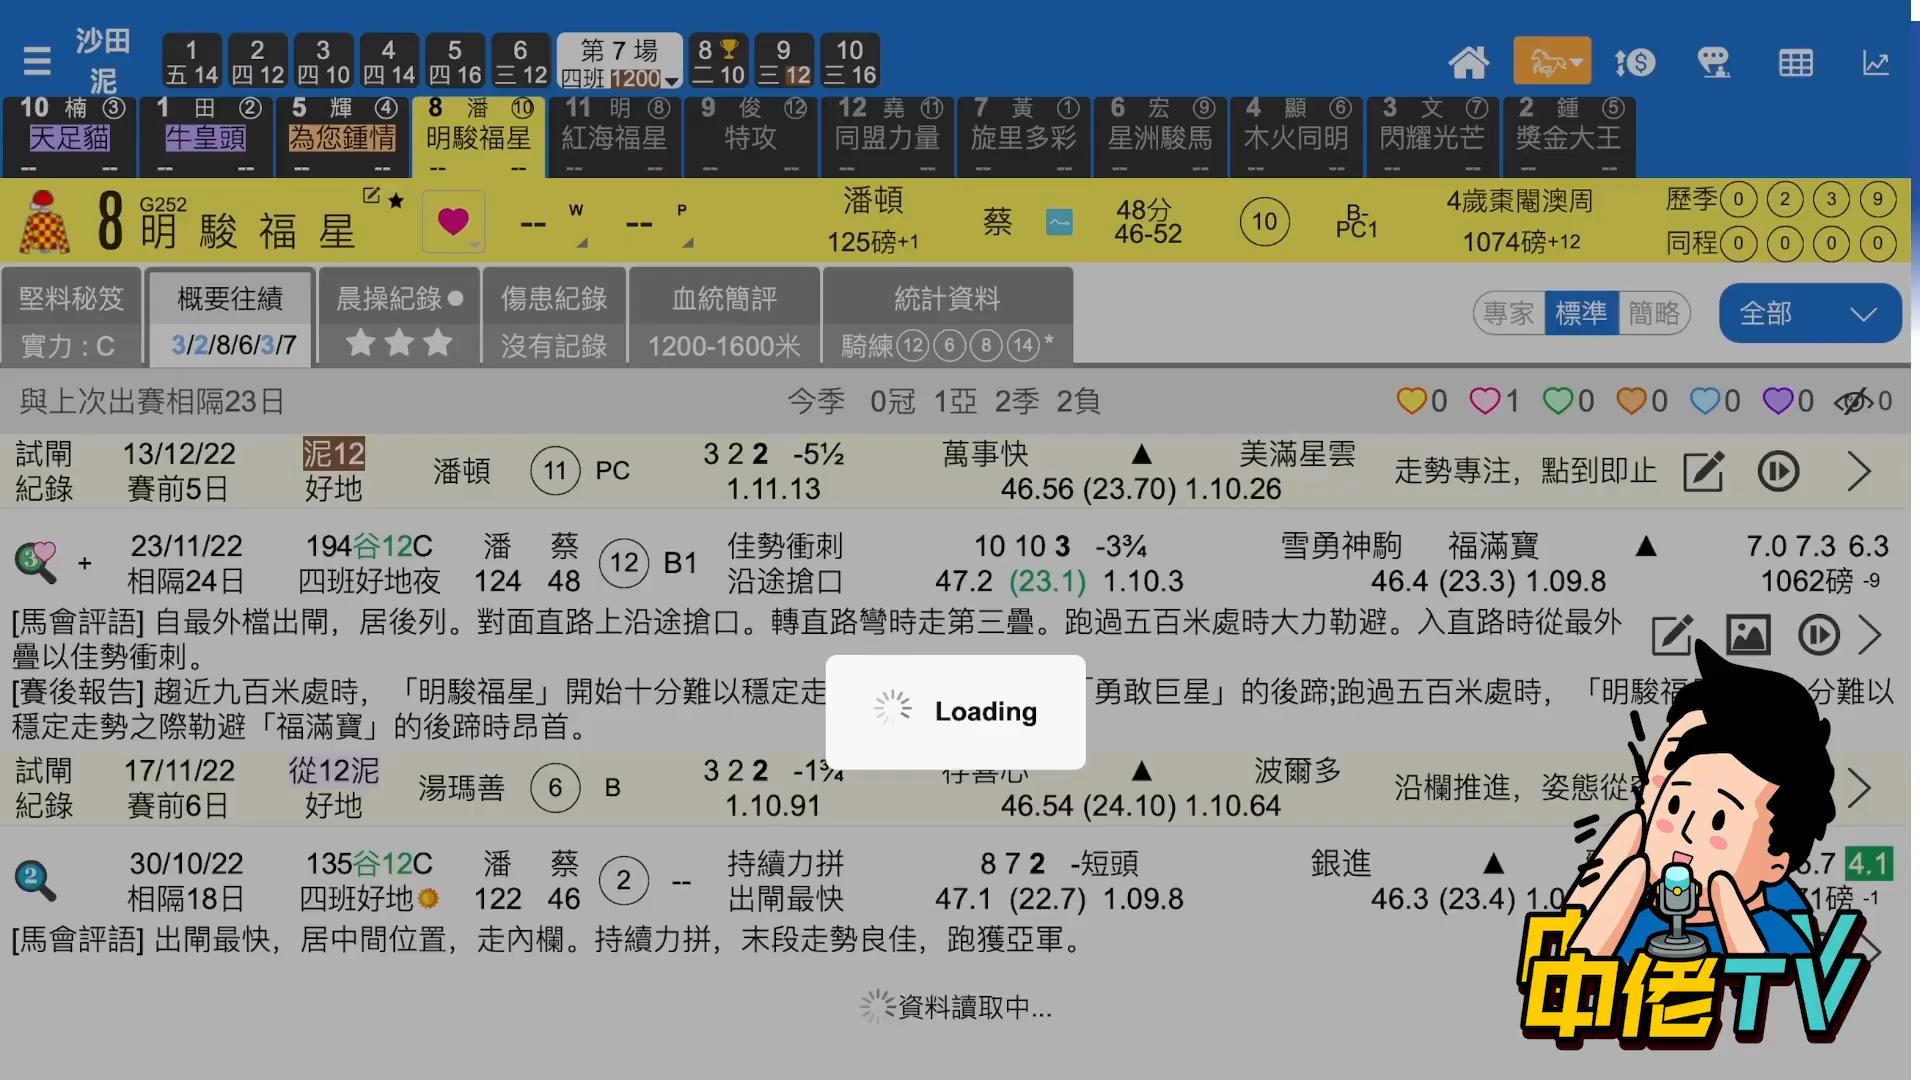 沙田
泥
1 五 14
2 四 12
3 四 10
4 四 14
5 四 16
6 三 12
第 7 場 四班 1200
8 二 10
9 三 12
10 三 16
10 楠 ③ 天足貓 -- --
1 田 ② 牛皇頭 -- --
5 輝 ④ 為您鍾情 -- --
8 潘 ⑩ 明駿福星 -- --
11 明 ⑧ 紅海福星 -- --
9 俊 ⑫ 特攻 -- --
12 堯 ⑪ 同盟力量 -- --
7 黃 ① 旋里多彩 -- --
6 宏 ⑨ 星洲駿馬 -- --
4 顯 ⑥ 木火同明 -- --
3 文 ⑦ 閃耀光芒 -- --
2 鍾 ⑤ 獎金大王 -- --
8 G252 明駿福星 ★ -- W -- P
潘頓 125磅+1 蔡 48分 46-52 10 B- PC1
4歲棗閹澳周 1074磅+12
歷季 0 2 3 9
同程 0 0 0 0
堅料秘笈 實力 : C
概要往績 3/2/8/6/3/7
晨操紀錄 ● ★ ★ ★
傷患紀錄 沒有記錄
血統簡評 1200-1600米
統計資料 騎練 12 6 8 14 *
專家 標準 簡略 全部
與上次出賽相隔23日 今季 0冠 1亞 2季 2負 0 1 0 0 0 0 0
試閘 13/12/22 泥12 潘頓 11 PC 3 2 2 -5½ 萬事快 ▲ 美滿星雲 走勢專注，點到即止
紀錄 賽前5日 好地 1.11.13 46.56 (23.70) 1.10.26
3 + 23/11/22 194谷12C 潘 蔡 12 B1 佳勢衝刺 10 10 3 -3¾ 雪勇神駒 福滿寶 ▲ 7.0 7.3 6.3
相隔24日 四班好地夜 124 48 沿途搶口 47.2 (23.1) 1.10.3 46.4 (23.3) 1.09.8 1062磅 -9
[馬會評語] 自最外檔出閘，居後列。對面直路上沿途搶口。轉直路彎時走第三疊。跑過五百米處時大力勒避。入直路時從最外
疊以佳勢衝刺。
[賽後報告] 趨近九百米處時，「明駿福星」開始十分難以穩定走 「勇敢巨星」的後蹄;跑過五百米處時，「明駿福 分難以
穩定走勢之際勒避「福滿寶」的後蹄時昂首。
Loading
試閘 17/11/22 從12泥 湯瑪善 6 B 3 2 2 -1¾ ▲ 波爾多 沿欄推進，姿態從
紀錄 賽前6日 好地 1.10.91 46.54 (24.10) 1.10.64
2 30/10/22 135谷12C 潘 蔡 2 -- 持續力拼 8 7 2 -短頭 銀進 ▲ 4.1
相隔18日 四班好地 122 46 出閘最快 47.1 (22.7) 1.09.8 46.3 (23.4) 磅 -1
[馬會評語] 出閘最快，居中間位置，走內欄。持續力拼，末段走勢良佳，跑獲亞軍。
資料讀取中...
中佬TV